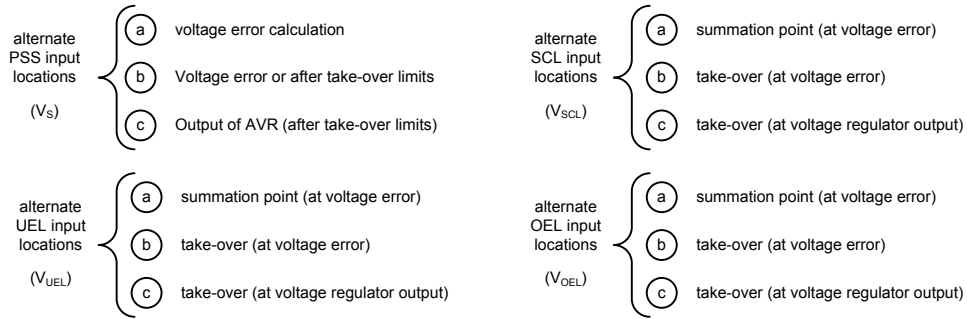 alternate
PSS input
locations
(VS)
a voltage error calculation
b Voltage error or after take-over limits
c Output of AVR (after take-over limits)
alternate
SCL input
locations
(VSCL)
a summation point (at voltage error)
b take-over (at voltage error)
c take-over (at voltage regulator output)
alternate
UEL input
locations
(VUEL)
a summation point (at voltage error)
b take-over (at voltage error)
c take-over (at voltage regulator output)
alternate
OEL input
locations
(VOEL)
a summation point (at voltage error)
b take-over (at voltage error)
c take-over (at voltage regulator output)